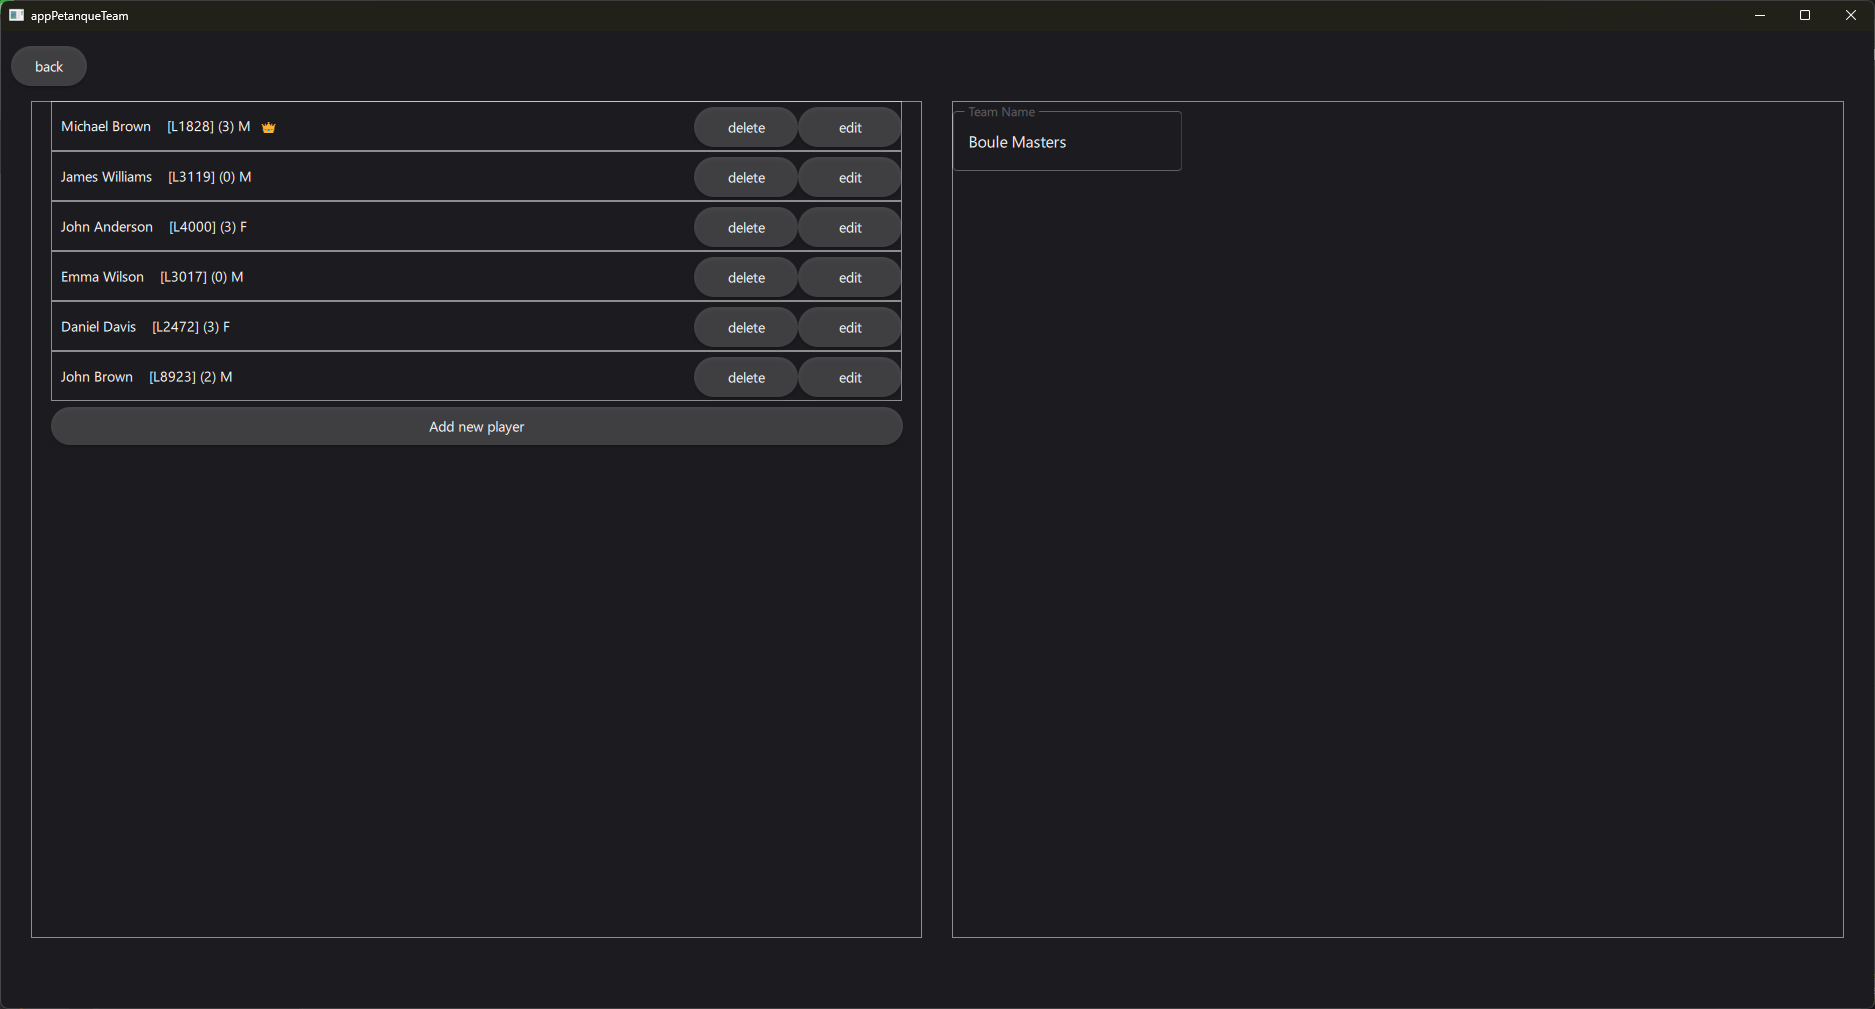 appPetanqueTeam
back
Michael Brown [L1828] (3) M 👑 delete edit
James Williams [L3119] (0) M delete edit
John Anderson [L4000] (3) F delete edit
Emma Wilson [L3017] (0) M delete edit
Daniel Davis [L2472] (3) F delete edit
John Brown [L8923] (2) M delete edit
Add new player
Team Name
Boule Masters